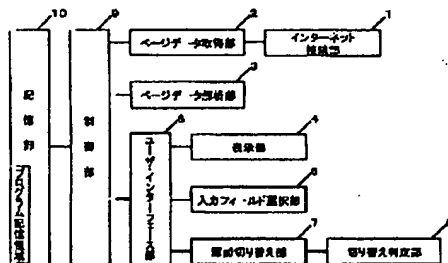 10
9
2
1
ページデータ取得部
インターネット
接続部
3
ページデータ解析部
記憶部
プログラム記憶領域
制御部
ユーザ・インターフェース部
4
表示部
6
入力フィールド選択部
7
自動切り替え部
切り替え判定部